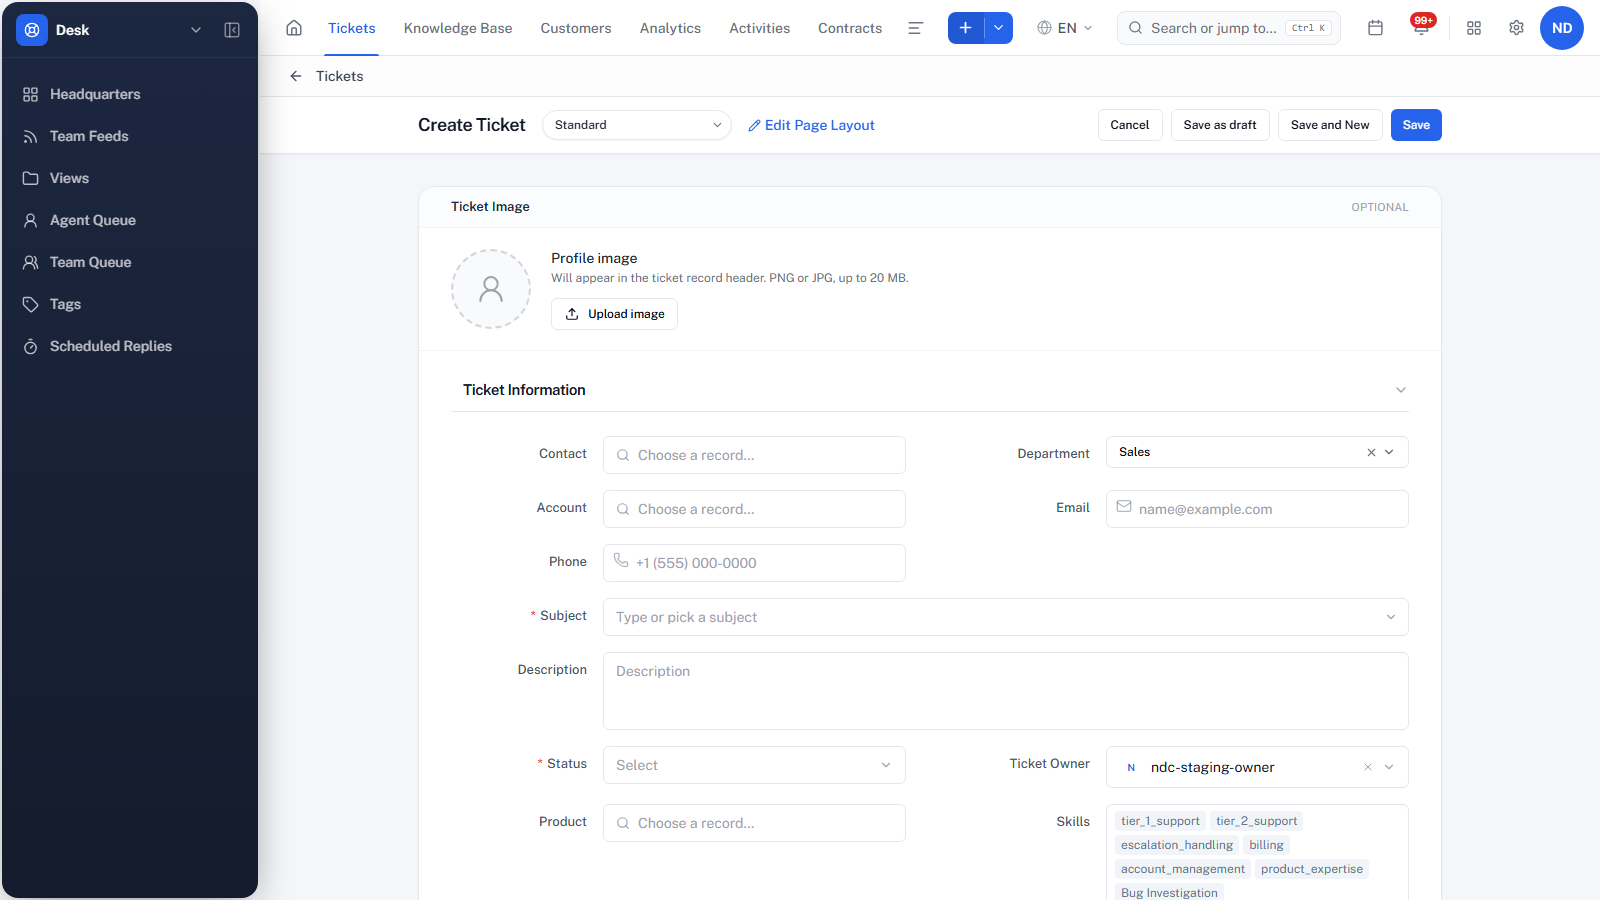 Desk
Headquarters
Team Feeds
Views
Agent Queue
Team Queue
Tags
Scheduled Replies
Tickets
Knowledge Base
Customers
Analytics
Activities
Contracts
EN
Search or jump to...
Ctrl K
99+
ND
Tickets
Create Ticket
Standard
Edit Page Layout
Cancel
Save as draft
Save and New
Save
Ticket Image
OPTIONAL
Profile image
Will appear in the ticket record header. PNG or JPG, up to 20 MB.
Upload image
Ticket Information
Contact
Choose a record...
Department
Sales
Account
Choose a record...
Email
name@example.com
Phone
+1 (555) 000-0000
* Subject
Type or pick a subject
Description
Description
* Status
Select
Ticket Owner
N
ndc-staging-owner
Product
Choose a record...
Skills
tier_1_support
tier_2_support
escalation_handling
billing
account_management
product_expertise
Bug Investigation